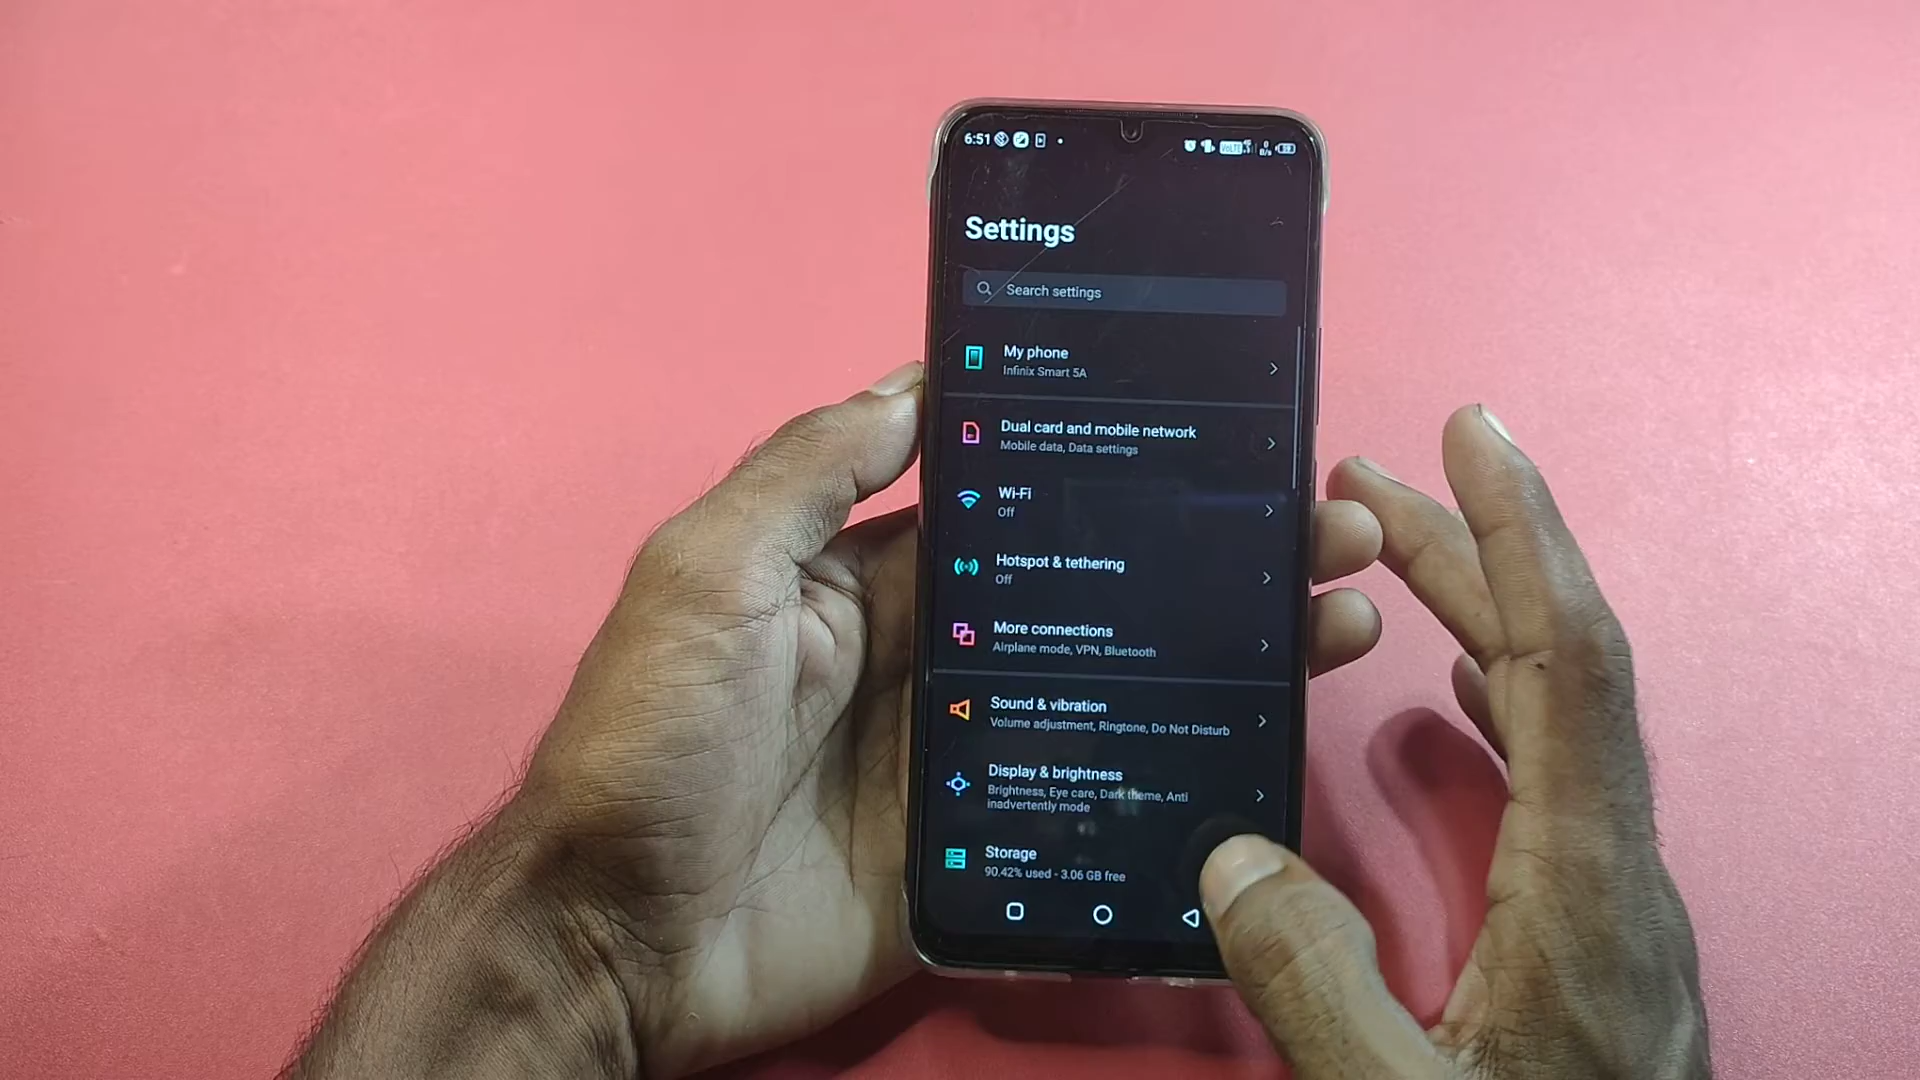 6:51
Settings
Search settings
My phone
Infinix Smart 5A
Dual card and mobile network
Mobile data, Data settings
Wi-Fi
Off
Hotspot & tethering
Off
More connections
Airplane mode, VPN, Bluetooth
Sound & vibration
Volume adjustment, Ringtone, Do Not Disturb
Display & brightness
Brightness, Eye care, Dark theme, Anti
inadvertently mode
Storage
90.42% used - 3.06 GB free